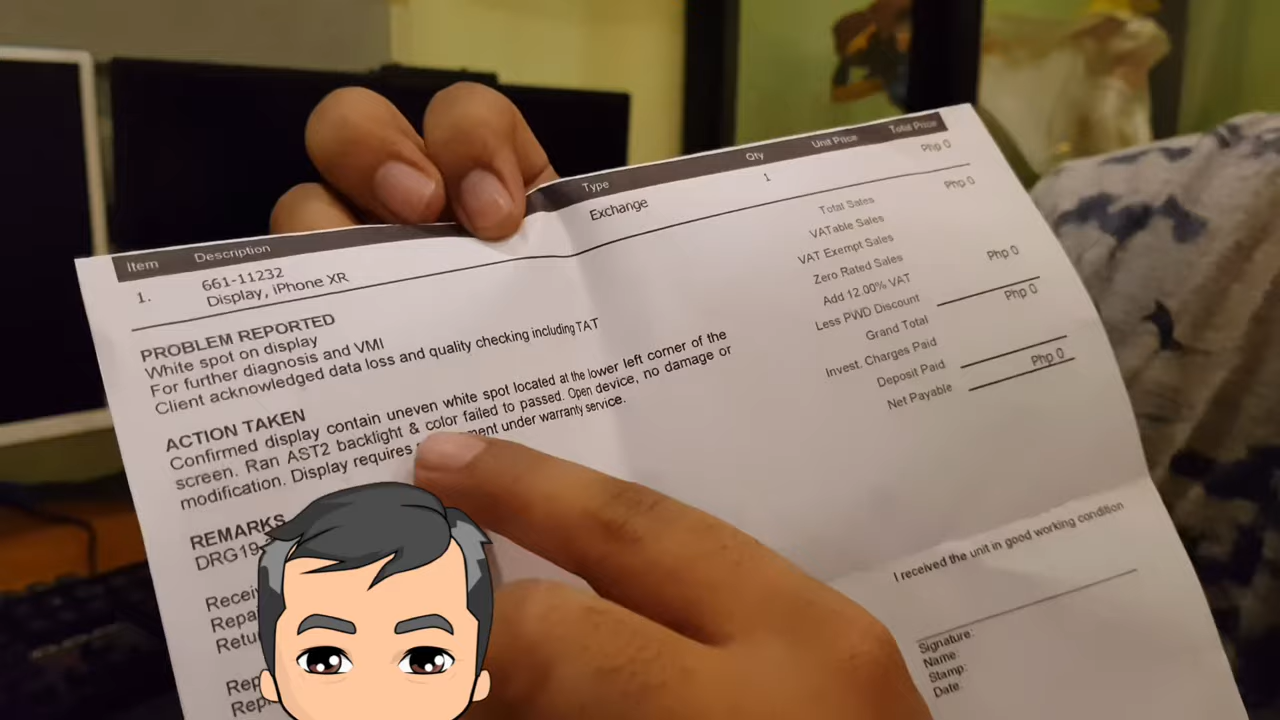 Item Description Type Qty Unit Price Total Price
1. 661-11232 Exchange 1 Php 0
Display, iPhone XR
Total Sales Php 0
VATable Sales
VAT Exempt Sales
Zero Rated Sales
Add 12.00% VAT Php 0
Less PWD Discount
Grand Total Php 0
Invest. Charges Paid
Deposit Paid
Net Payable Php 0
PROBLEM REPORTED
White spot on display
For further diagnosis and VMI
Client acknowledged data loss and quality checking including TAT
ACTION TAKEN
Confirmed display contain uneven white spot located at the lower left corner of the
screen. Ran AST2 backlight & color failed to passed. Open device, no damage or
modification. Display requires under warranty service.
REMARKS
DRG19
I received the unit in good working condition
Signature:
Name:
Stamp:
Date: